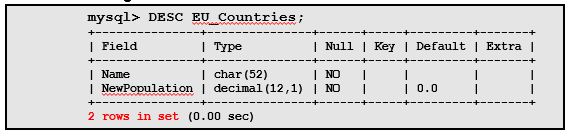 mysql> DESC EU_Countries;
+---------------+---------------+------+-----+---------+-------+
| Field | Type | Null | Key | Default | Extra |
+---------------+---------------+------+-----+---------+-------+
| Name | char(52) | NO | | | |
| NewPopulation | decimal(12,1) | NO | | 0.0 | |
+---------------+---------------+------+-----+---------+-------+
2 rows in set (0.00 sec)